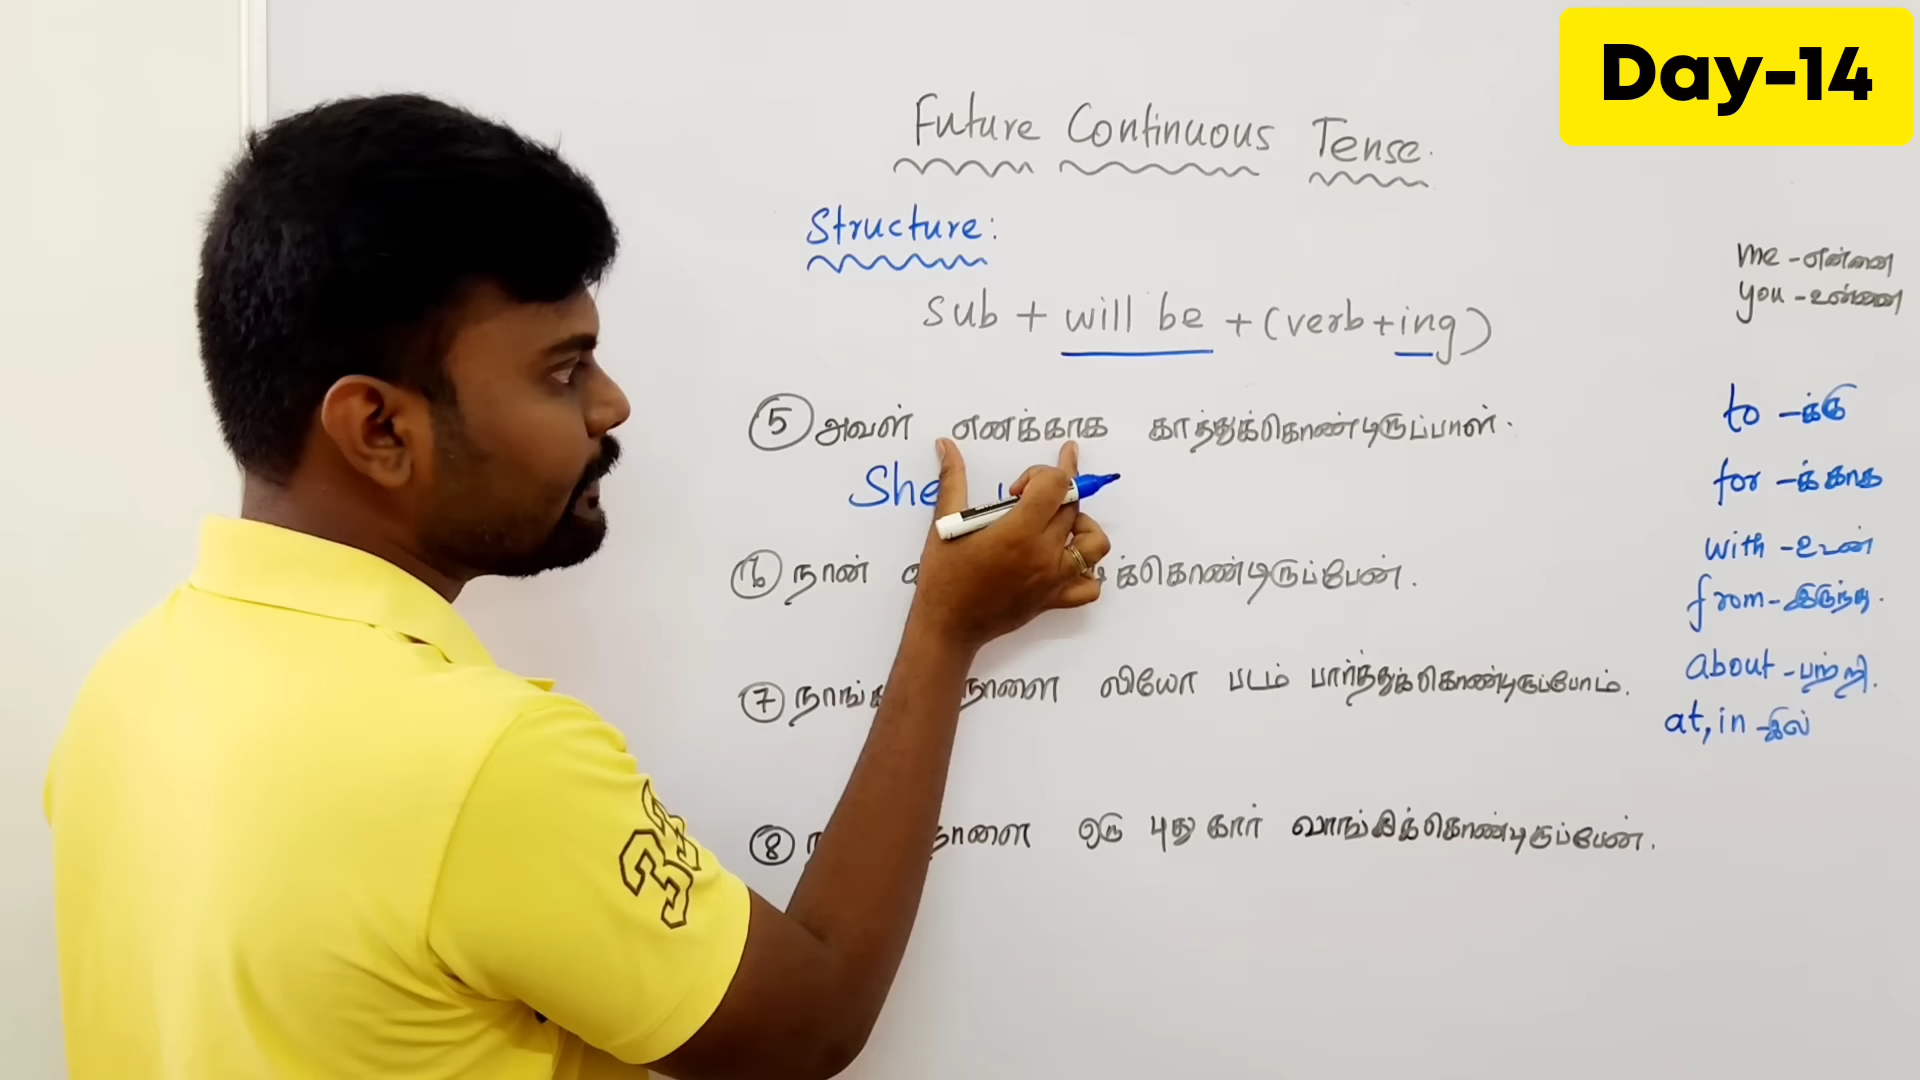 Day-14
Future Continuous Tense.
Structure:
sub + will be + (verb+ing)
me - என்னை
you - உன்னை
5 அவள் எனக்காக காத்துக்கொண்டிருப்பாள்.
She
to - க்கு
for - க்காக
with - உடன்
from - இருந்து.
about - பற்றி.
at, in - இல்
6 நான் க்கொண்டிருப்பேன்.
7 நாங்க நாளை லியோ படம் பார்த்துக்கொண்டிருப்போம்.
8 நாளை ஒரு புது கார் வாங்கிக்கொண்டிருப்பேன்.
32